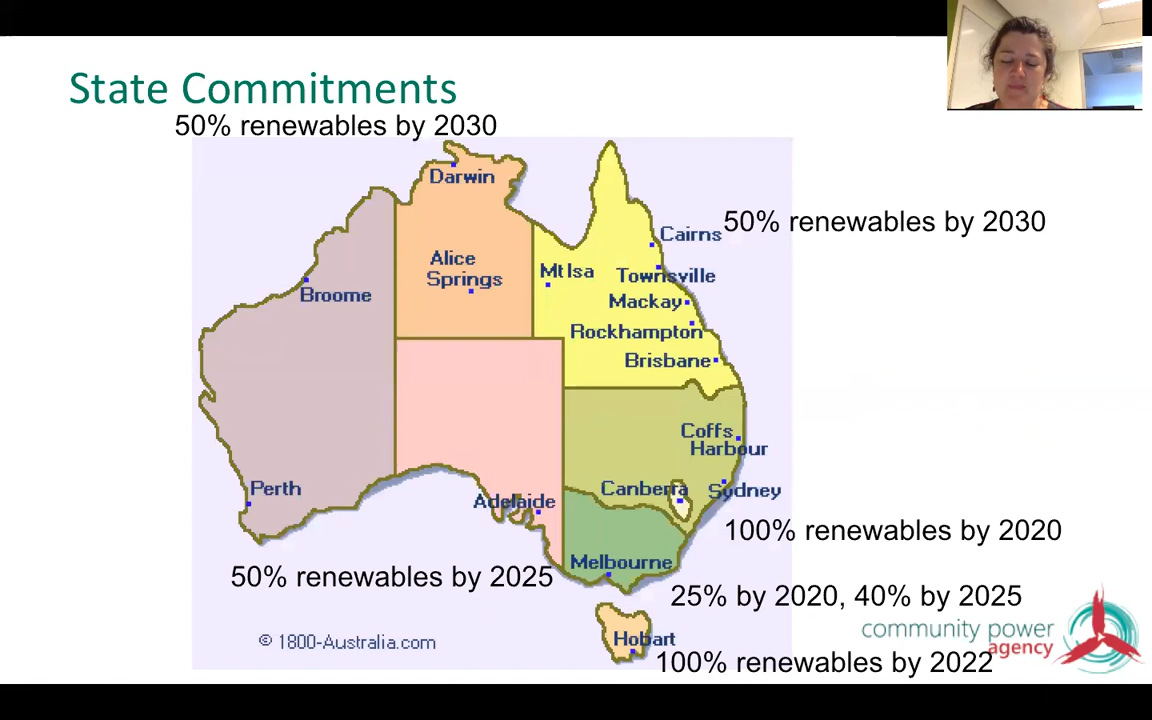 State Commitments
50% renewables by 2030
Darwin
50% renewables by 2030
Cairns
Alice
Springs
Mt Isa
Townsville
Broome
Mackay
Rockhampton
Brisbane
Coffs
Harbour
Perth
Canberra
Sydney
Adelaide
100% renewables by 2020
Melbourne
50% renewables by 2025
25% by 2020, 40% by 2025
community power
agency
© 1800-Australia.com
Hobart
100% renewables by 2022